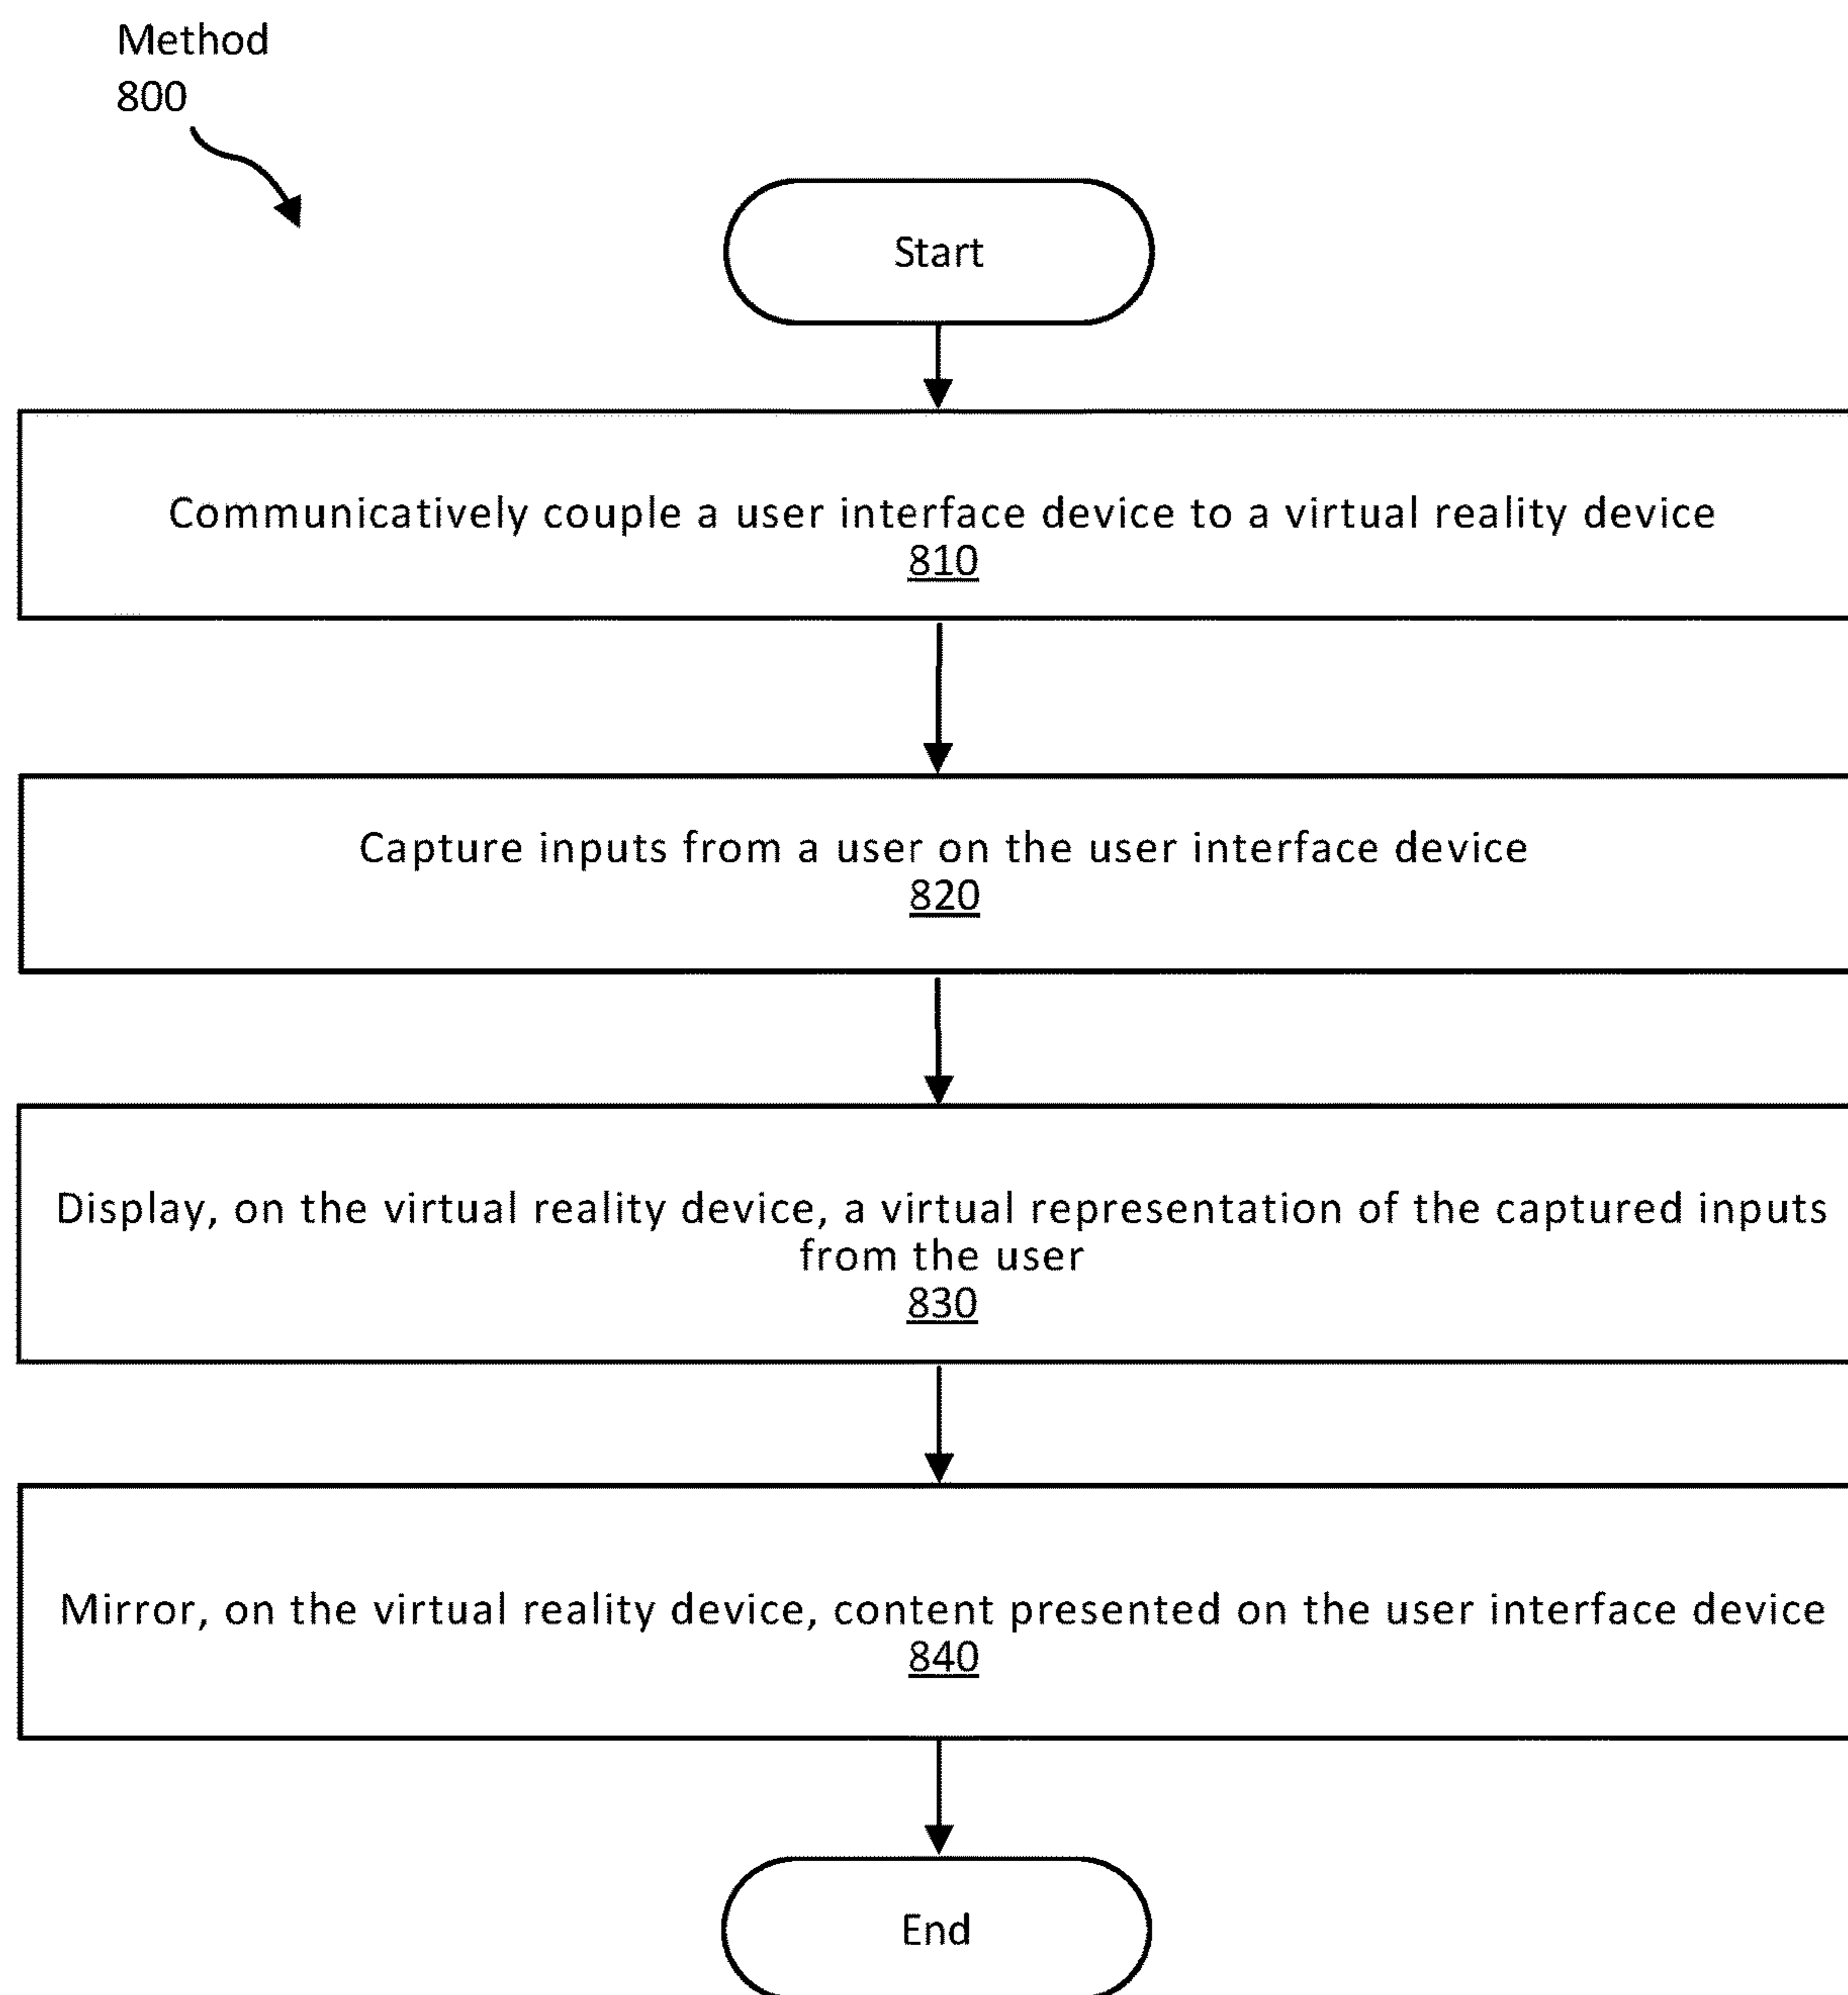 Method
800
Start
Communicatively couple a user interface device to a virtual reality device
810
Capture inputs from a user on the user interface device
820
Display, on the virtual reality device, a virtual representation of the captured inputs
from the user
830
Mirror, on the virtual reality device, content presented on the user interface device
840
End